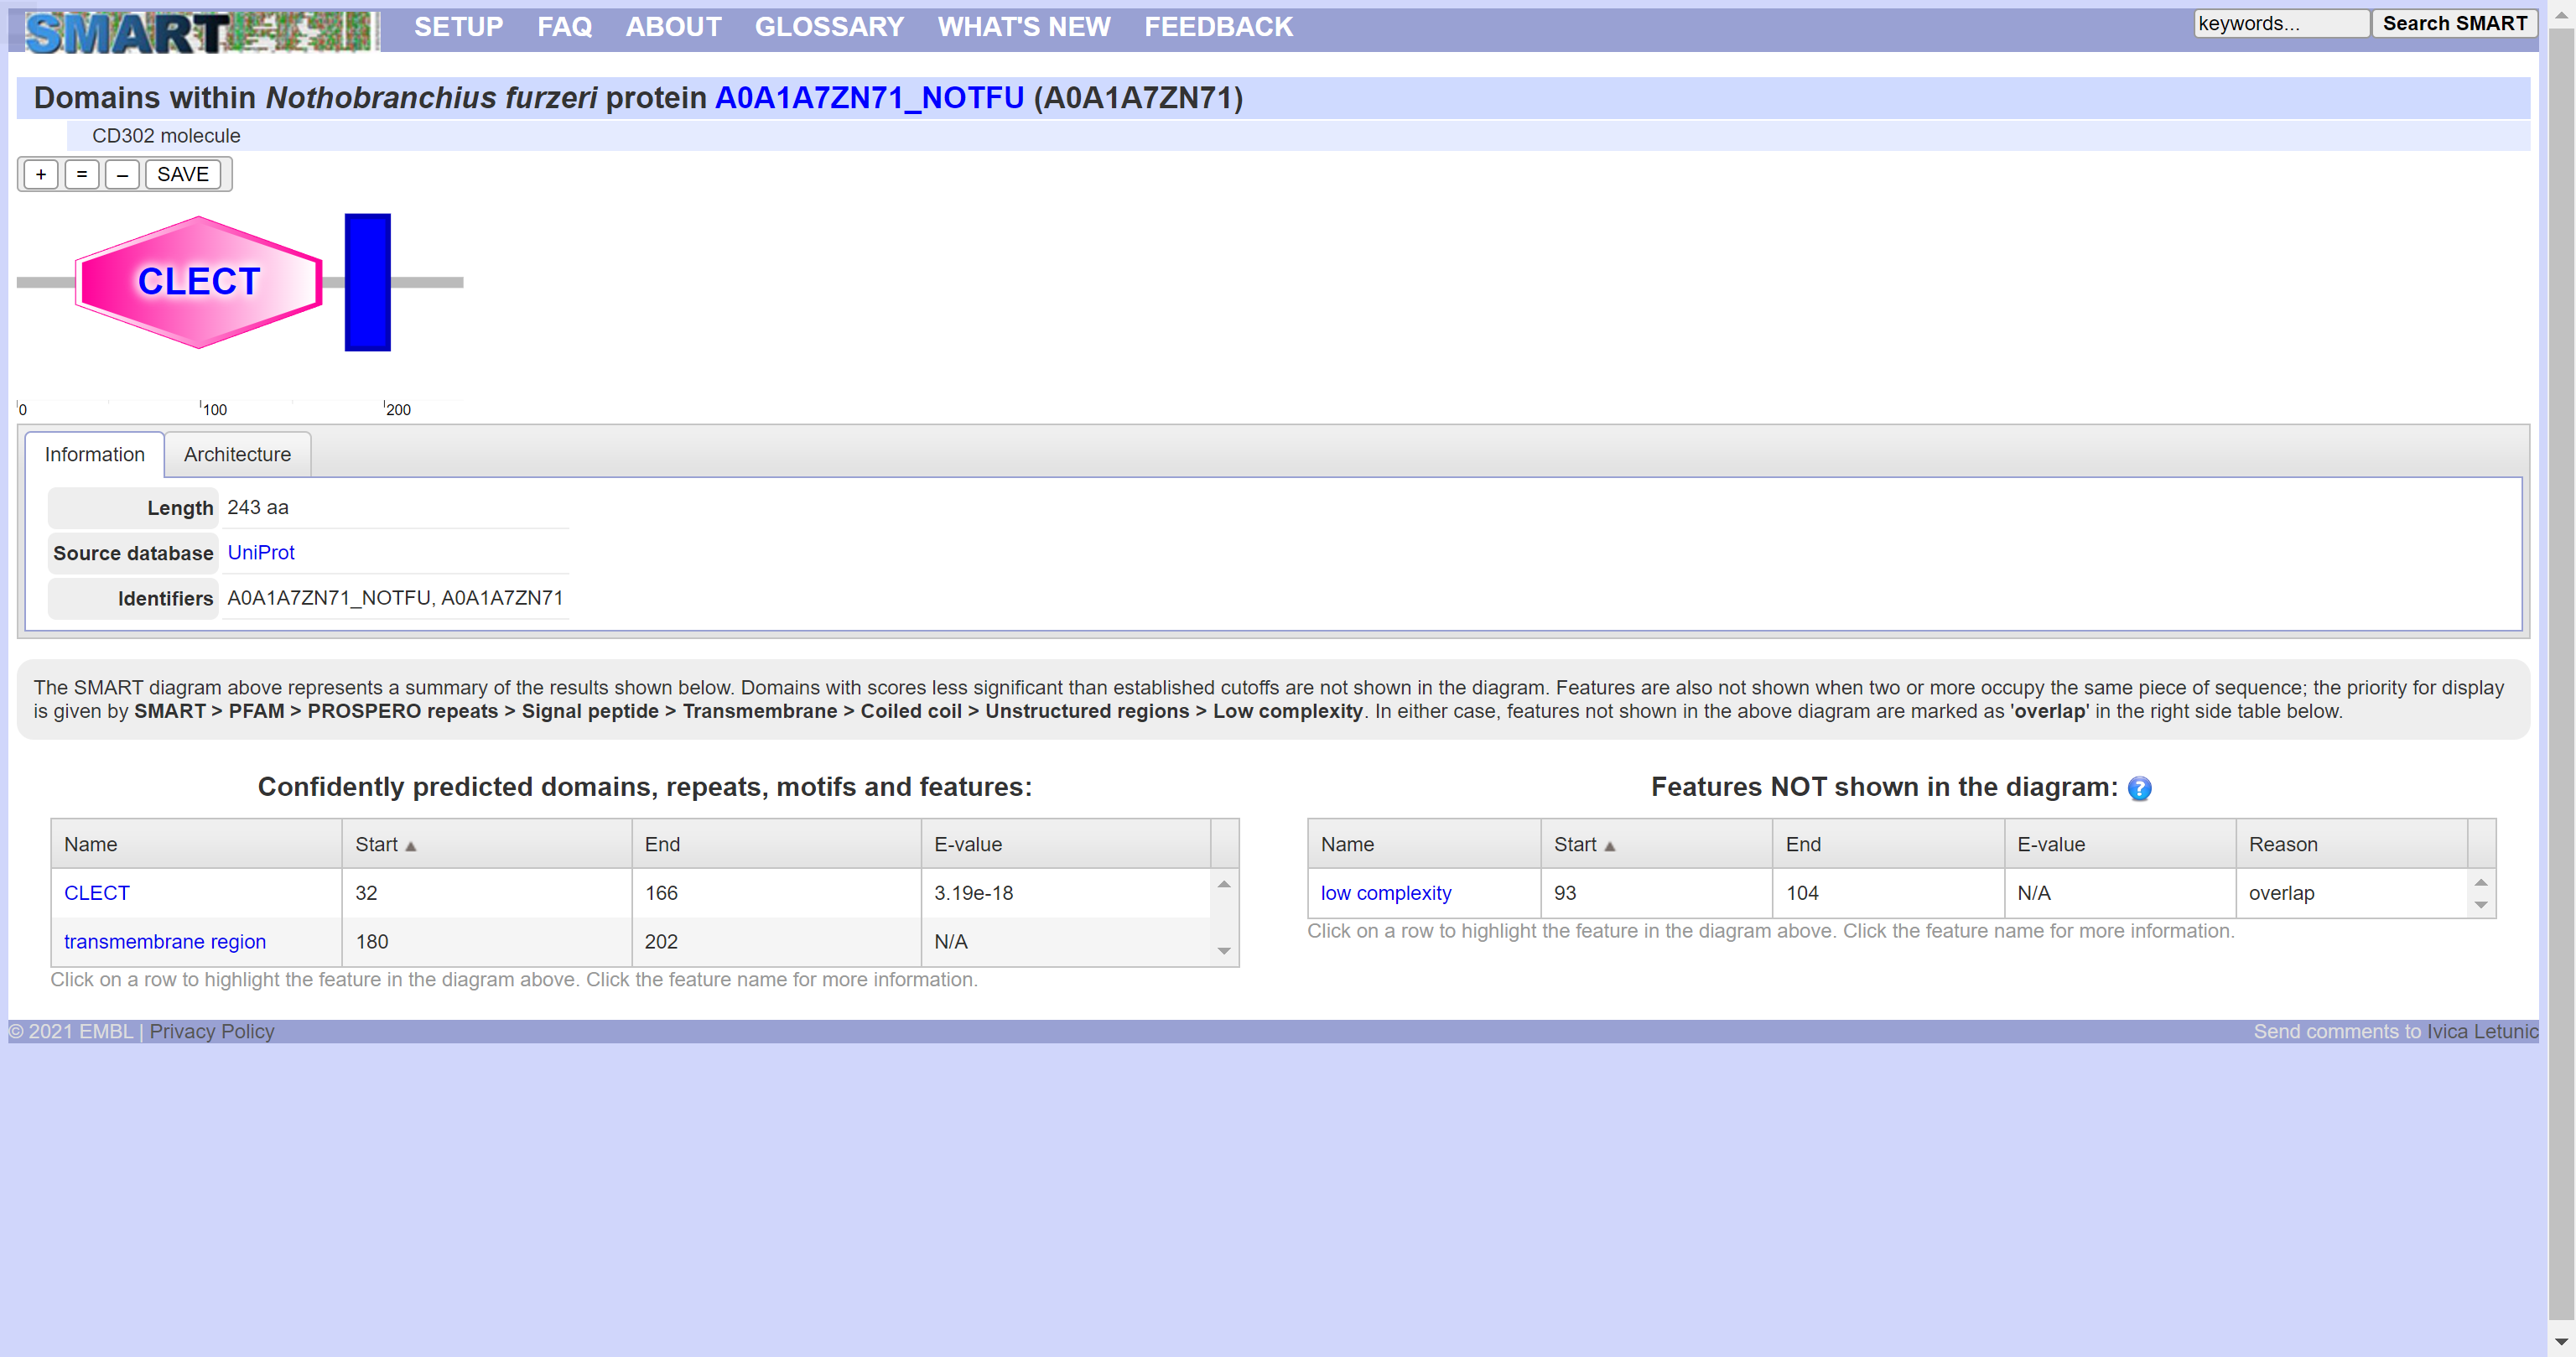 SMART SETUP FAQ ABOUT GLOSSARY WHAT'S NEW FEEDBACK keywords... Search SMART
Domains within Nothobranchius furzeri protein A0A1A7ZN71_NOTFU (A0A1A7ZN71)
CD302 molecule
+ = – SAVE
CLECT
0 100 200
Information Architecture
Length 243 aa
Source database UniProt
Identifiers A0A1A7ZN71_NOTFU, A0A1A7ZN71
The SMART diagram above represents a summary of the results shown below. Domains with scores less significant than established cutoffs are not shown in the diagram. Features are also not shown when two or more occupy the same piece of sequence; the priority for display
is given by SMART > PFAM > PROSPERO repeats > Signal peptide > Transmembrane > Coiled coil > Unstructured regions > Low complexity. In either case, features not shown in the above diagram are marked as 'overlap' in the right side table below.
Confidently predicted domains, repeats, motifs and features:
Name Start End E-value
CLECT 32 166 3.19e-18
transmembrane region 180 202 N/A
Click on a row to highlight the feature in the diagram above. Click the feature name for more information.
Features NOT shown in the diagram: ?
Name Start End E-value Reason
low complexity 93 104 N/A overlap
Click on a row to highlight the feature in the diagram above. Click the feature name for more information.
© 2021 EMBL | Privacy Policy Send comments to Ivica Letunic